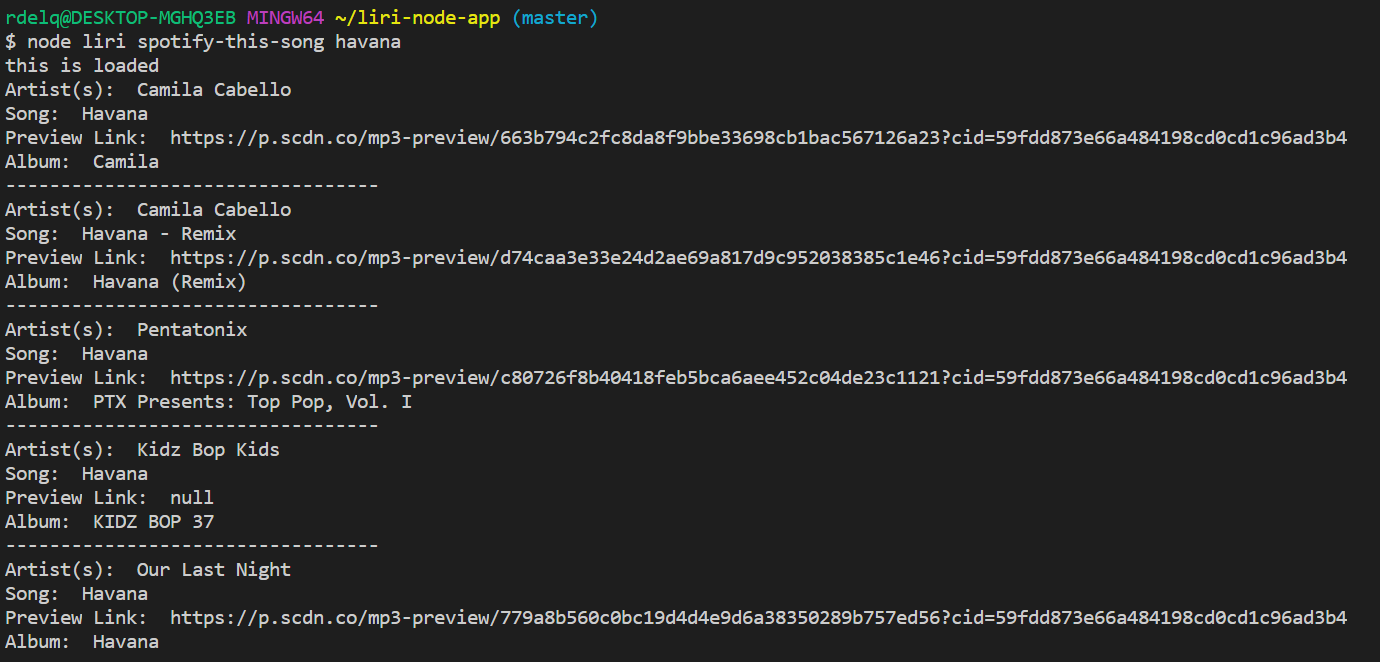 rdelq@DESKTOP-MGHQ3EB MINGW64 ~/liri-node-app (master)
$ node liri spotify-this-song havana
this is loaded
Artist(s):  Camila Cabello
Song:  Havana
Preview Link:  https://p.scdn.co/mp3-preview/663b794c2fc8da8f9bbe33698cb1bac567126a23?cid=59fdd873e66a484198cd0cd1c96ad3b4
Album:  Camila
----------------------------------
Artist(s):  Camila Cabello
Song:  Havana - Remix
Preview Link:  https://p.scdn.co/mp3-preview/d74caa3e33e24d2ae69a817d9c952038385c1e46?cid=59fdd873e66a484198cd0cd1c96ad3b4
Album:  Havana (Remix)
----------------------------------
Artist(s):  Pentatonix
Song:  Havana
Preview Link:  https://p.scdn.co/mp3-preview/c80726f8b40418feb5bca6aee452c04de23c1121?cid=59fdd873e66a484198cd0cd1c96ad3b4
Album:  PTX Presents: Top Pop, Vol. I
----------------------------------
Artist(s):  Kidz Bop Kids
Song:  Havana
Preview Link:  null
Album:  KIDZ BOP 37
----------------------------------
Artist(s):  Our Last Night
Song:  Havana
Preview Link:  https://p.scdn.co/mp3-preview/779a8b560c0bc19d4d4e9d6a38350289b757ed56?cid=59fdd873e66a484198cd0cd1c96ad3b4
Album:  Havana